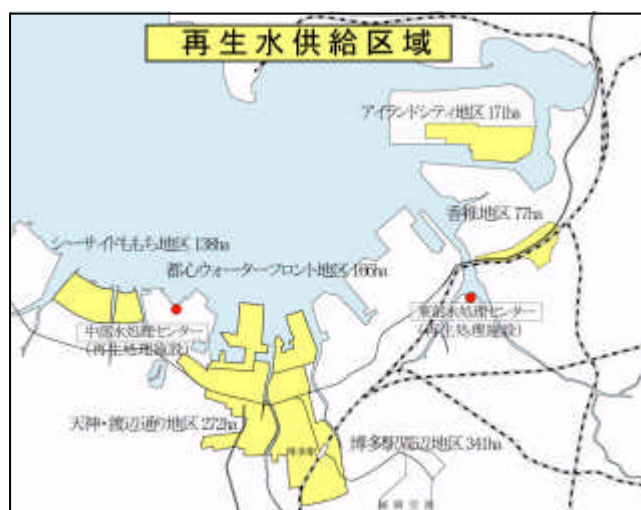 再生水供給区域
アイランドシティ地区 171ha
香椎地区 77ha
シーサイドももち地区 138ha
都心ウォーターフロント地区 166ha
中部水処理センター
(再生処理施設)
東部水処理センター
(再生処理施設)
天神・渡辺通り地区 272ha
博多駅
博多駅周辺地区 341ha
福岡空港